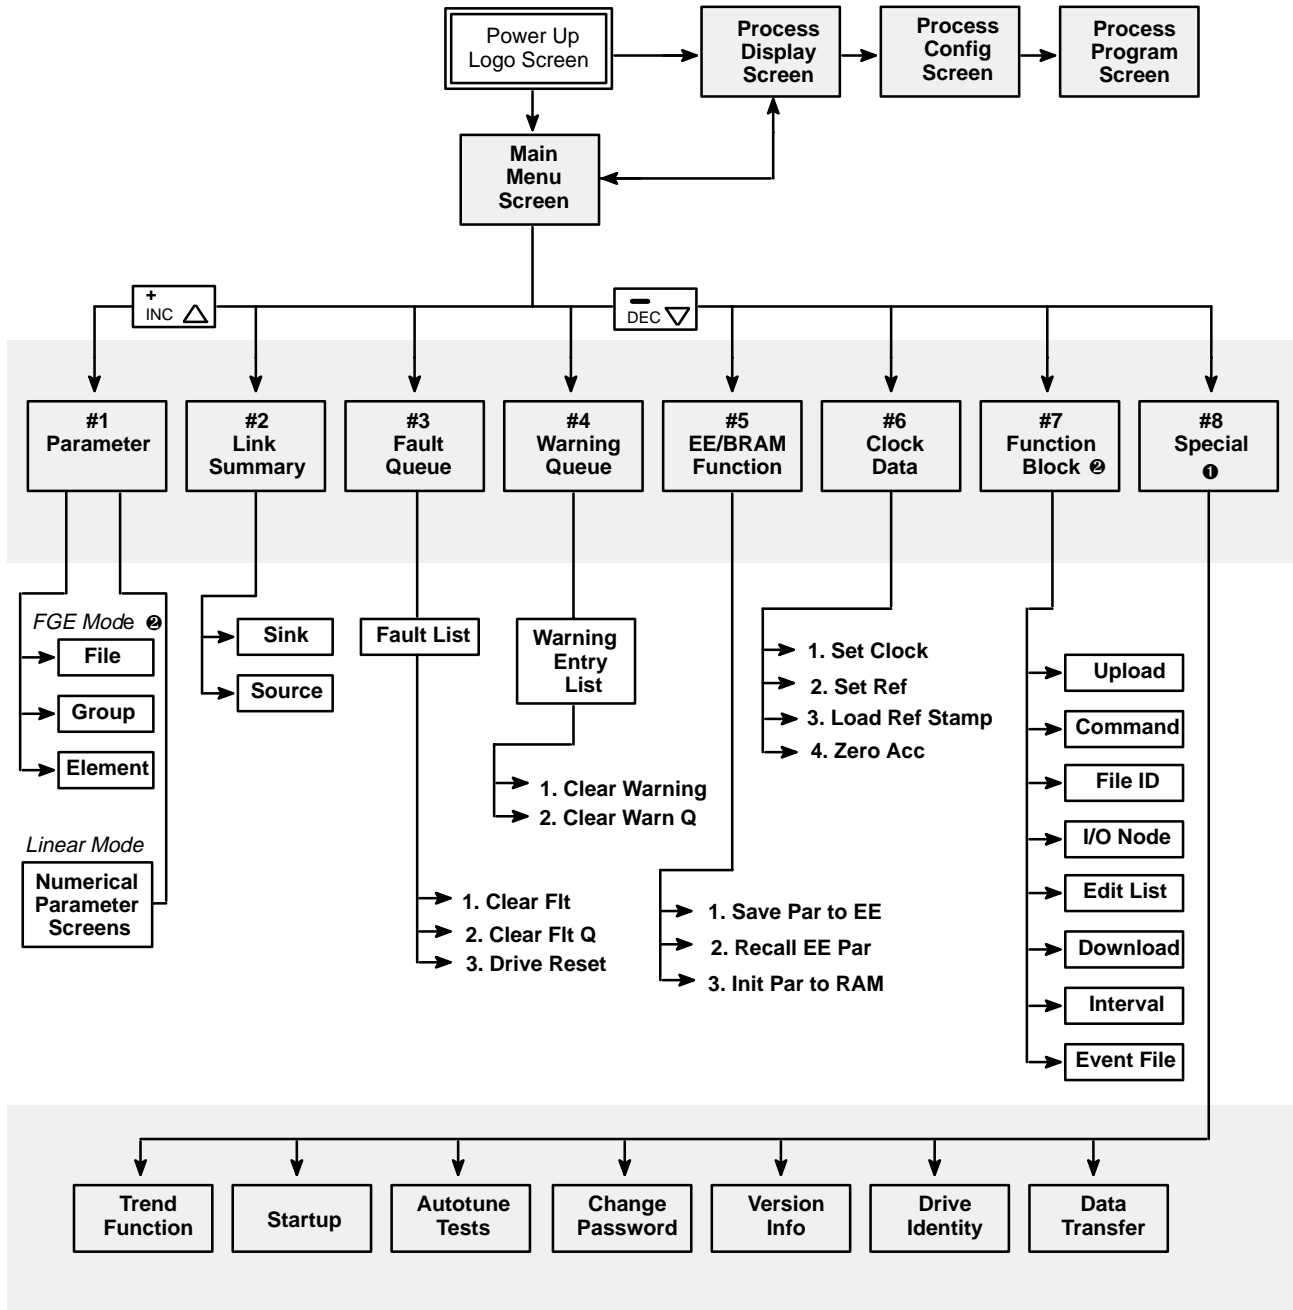 Power Up
Logo Screen
Process
Display
Screen
Process
Config
Screen
Process
Program
Screen
Main
Menu
Screen
+
INC
−
DEC
#1
Parameter
#2
Link
Summary
#3
Fault
Queue
#4
Warning
Queue
#5
EE/BRAM
Function
#6
Clock
Data
#7
Function
Block ❷
#8
Special
❶
FGE Mode ❷
File
Group
Element
Linear Mode
Numerical
Parameter
Screens
Sink
Source
Fault List
1. Clear Flt
2. Clear Flt Q
3. Drive Reset
Warning
Entry
List
1. Clear Warning
2. Clear Warn Q
1. Save Par to EE
2. Recall EE Par
3. Init Par to RAM
1. Set Clock
2. Set Ref
3. Load Ref Stamp
4. Zero Acc
Upload
Command
File ID
I/O Node
Edit List
Download
Interval
Event File
Trend
Function
Startup
Autotune
Tests
Change
Password
Version
Info
Drive
Identity
Data
Transfer